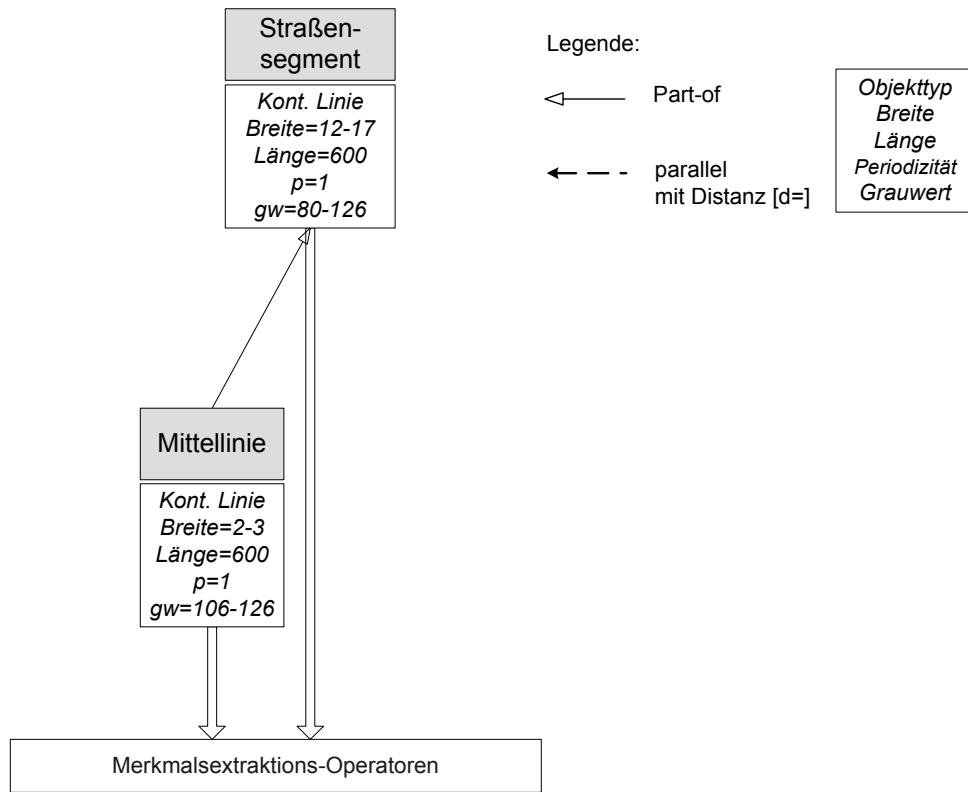 Straßen-
segment
Kont. Linie
Breite=12-17
Länge=600
p=1
gw=80-126
Legende:
Part-of
parallel
mit Distanz [d=]
Objekttyp
Breite
Länge
Periodizität
Grauwert
Mittellinie
Kont. Linie
Breite=2-3
Länge=600
p=1
gw=106-126
Merkmalsextraktions-Operatoren